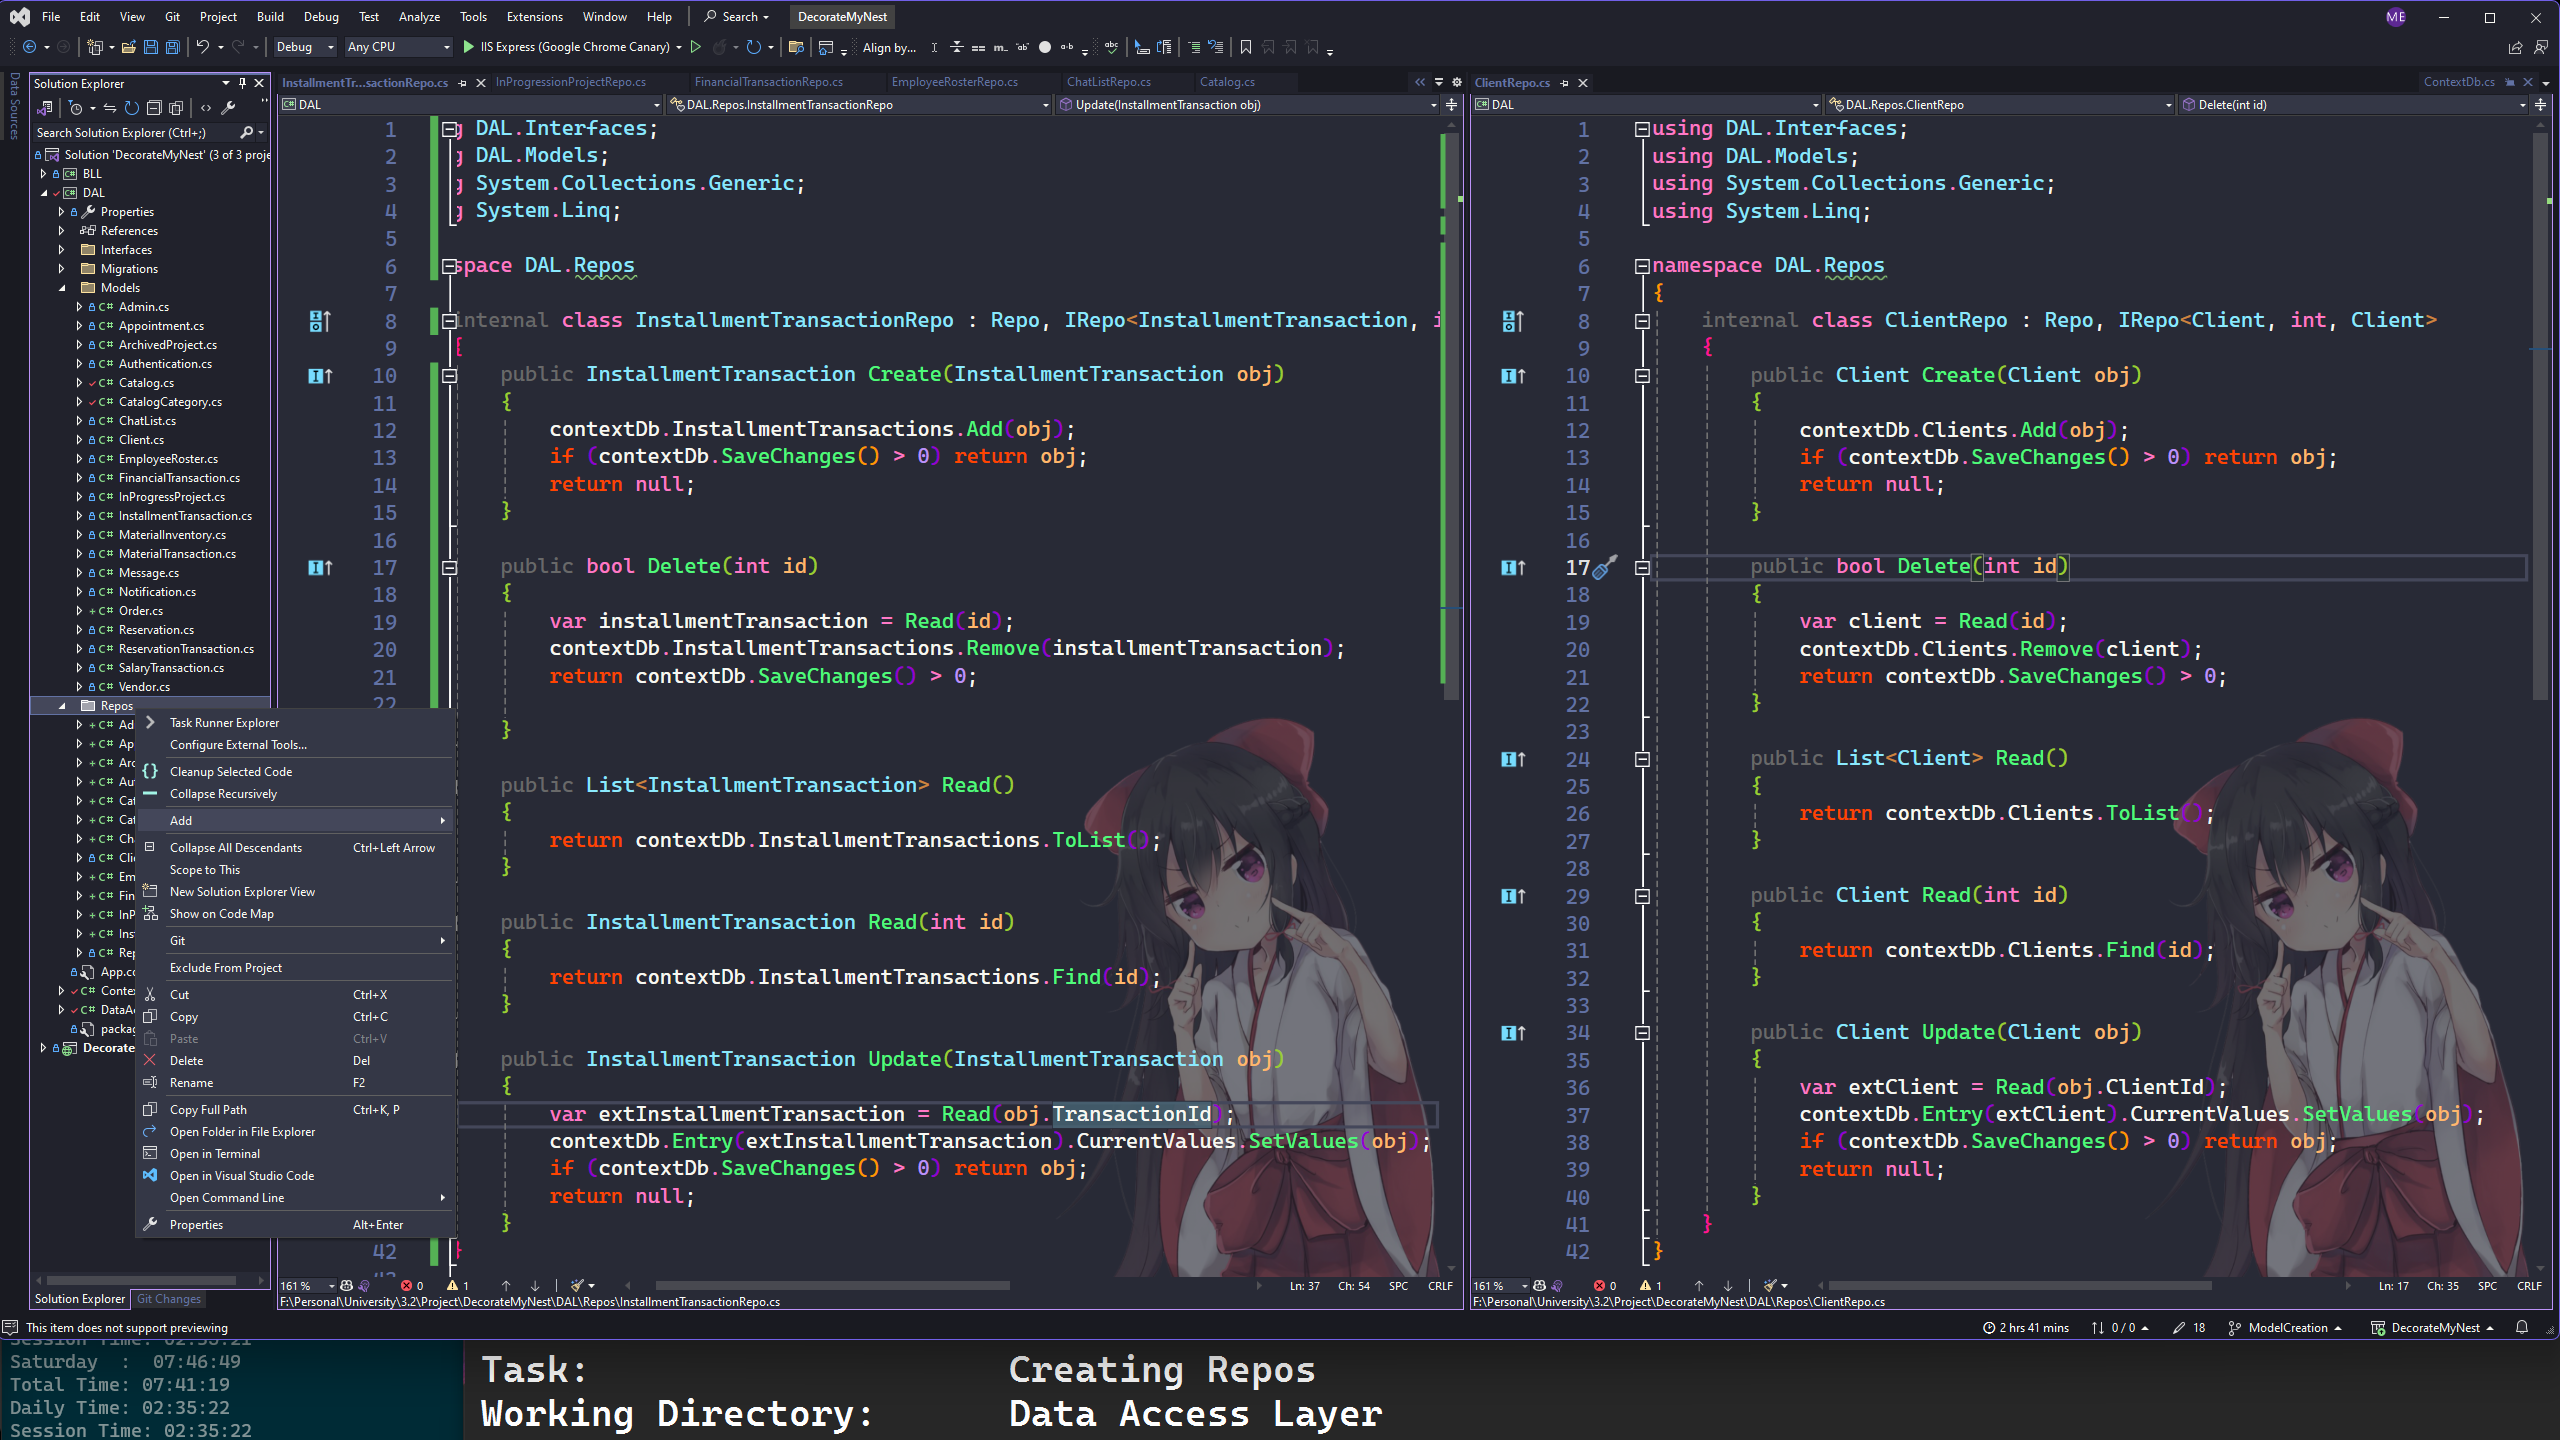 File Edit View Git Project Build Debug Test Analyze Tools Extensions Window Help Search DecorateMyNest ME
Debug Any CPU IIS Express (Google Chrome Canary) Align by...
Data Sources
Solution Explorer
Search Solution Explorer (Ctrl+;)
Solution 'DecorateMyNest' (3 of 3 proje
BLL
DAL
Properties
References
Interfaces
Migrations
Models
Admin.cs
Appointment.cs
ArchivedProject.cs
Authentication.cs
Catalog.cs
CatalogCategory.cs
ChatList.cs
Client.cs
EmployeeRoster.cs
FinancialTransaction.cs
InProgressProject.cs
InstallmentTransaction.cs
MaterialInventory.cs
MaterialTransaction.cs
Message.cs
Notification.cs
Order.cs
Reservation.cs
ReservationTransaction.cs
SalaryTransaction.cs
Vendor.cs
Repos
Ad
Ap
Arc
Au
Cat
Cat
Cha
Clie
Em
Fin
InP
Inst
Rep
App.co
Contex
DataAc
packag
Decorate
Task Runner Explorer
Configure External Tools...
Cleanup Selected Code
Collapse Recursively
Add
Collapse All Descendants Ctrl+Left Arrow
Scope to This
New Solution Explorer View
Show on Code Map
Git
Exclude From Project
Cut Ctrl+X
Copy Ctrl+C
Paste Ctrl+V
Delete Del
Rename F2
Copy Full Path Ctrl+K, P
Open Folder in File Explorer
Open in Terminal
Open in Visual Studio Code
Open Command Line
Properties Alt+Enter
Solution Explorer Git Changes
InstallmentTr...sactionRepo.cs InProgressionProjectRepo.cs FinancialTransactionRepo.cs EmployeeRosterRepo.cs ChatListRepo.cs Catalog.cs
DAL DAL.Repos.InstallmentTransactionRepo Update(InstallmentTransaction obj)
1 g DAL.Interfaces;
2 g DAL.Models;
3 g System.Collections.Generic;
4 g System.Linq;
5
6 space DAL.Repos
7
8 internal class InstallmentTransactionRepo : Repo, IRepo<InstallmentTransaction, i
9 {
10 public InstallmentTransaction Create(InstallmentTransaction obj)
11 {
12 contextDb.InstallmentTransactions.Add(obj);
13 if (contextDb.SaveChanges() > 0) return obj;
14 return null;
15 }
16
17 public bool Delete(int id)
18 {
19 var installmentTransaction = Read(id);
20 contextDb.InstallmentTransactions.Remove(installmentTransaction);
21 return contextDb.SaveChanges() > 0;
22
}
public List<InstallmentTransaction> Read()
{
return contextDb.InstallmentTransactions.ToList();
}
public InstallmentTransaction Read(int id)
{
return contextDb.InstallmentTransactions.Find(id);
}
public InstallmentTransaction Update(InstallmentTransaction obj)
{
var extInstallmentTransaction = Read(obj.TransactionId);
contextDb.Entry(extInstallmentTransaction).CurrentValues.SetValues(obj);
if (contextDb.SaveChanges() > 0) return obj;
return null;
}
42 }
161 % 0 1 Ln: 37 Ch: 54 SPC CRLF
F:\Personal\University\3.2\Project\DecorateMyNest\DAL\Repos\InstallmentTransactionRepo.cs
ClientRepo.cs ContextDb.cs
DAL DAL.Repos.ClientRepo Delete(int id)
1 using DAL.Interfaces;
2 using DAL.Models;
3 using System.Collections.Generic;
4 using System.Linq;
5
6 namespace DAL.Repos
7 {
8 internal class ClientRepo : Repo, IRepo<Client, int, Client>
9 {
10 public Client Create(Client obj)
11 {
12 contextDb.Clients.Add(obj);
13 if (contextDb.SaveChanges() > 0) return obj;
14 return null;
15 }
16
17 public bool Delete(int id)
18 {
19 var client = Read(id);
20 contextDb.Clients.Remove(client);
21 return contextDb.SaveChanges() > 0;
22 }
23
24 public List<Client> Read()
25 {
26 return contextDb.Clients.ToList();
27 }
28
29 public Client Read(int id)
30 {
31 return contextDb.Clients.Find(id);
32 }
33
34 public Client Update(Client obj)
35 {
36 var extClient = Read(obj.ClientId);
37 contextDb.Entry(extClient).CurrentValues.SetValues(obj);
38 if (contextDb.SaveChanges() > 0) return obj;
39 return null;
40 }
41 }
42 }
161 % 0 1 Ln: 17 Ch: 35 SPC CRLF
F:\Personal\University\3.2\Project\DecorateMyNest\DAL\Repos\ClientRepo.cs
This item does not support previewing 2 hrs 41 mins 0 / 0 18 ModelCreation DecorateMyNest
Session Time: 02:35:21
Saturday : 07:46:49
Total Time: 07:41:19
Daily Time: 02:35:22
Session Time: 02:35:22
Task: Creating Repos
Working Directory: Data Access Layer